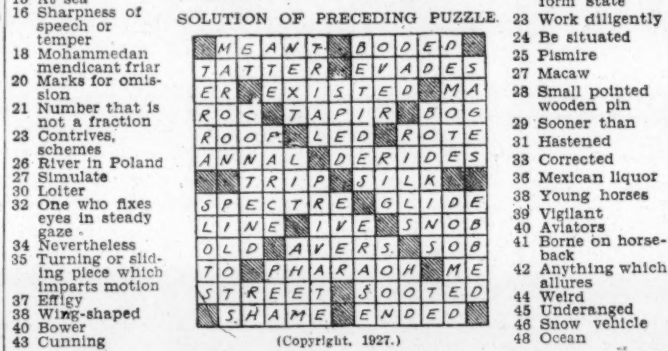 15 At sea
16 Sharpness of
speech or
temper
18 Mohammedan
mendicant friar
20 Marks for omis-
sion
21 Number that is
not a fraction
23 Contrives,
schemes
26 River in Poland
27 Simulate
30 Loiter
32 One who fixes
eyes in steady
gaze
34 Nevertheless
35 Turning or slid-
ing piece which
imparts motion
37 Effigy
38 Wing-shaped
40 Bower
43 Cunning
SOLUTION OF PRECEDING PUZZLE.
MEANT BODED
TATTER EVADES
ER EXISTED MA
ROC TAPIR BOG
ROOF LED ROTE
ANNAL DERIDES
TRIP SILK
SPECTRE GLIDE
LINE IVE SNOB
OLD AVERS SOB
TO PHARAOH ME
STREET SOOTED
SHAME ENDED
(Copyright, 1927.)
form state
23 Work diligently
24 Be situated
25 Pismire
27 Macaw
28 Small pointed
wooden pin
29 Sooner than
31 Hastened
33 Corrected
36 Mexican liquor
38 Young horses
39 Vigilant
40 Aviators
41 Borne on horse-
back
42 Anything which
allures
44 Weird
45 Underanged
46 Snow vehicle
48 Ocean